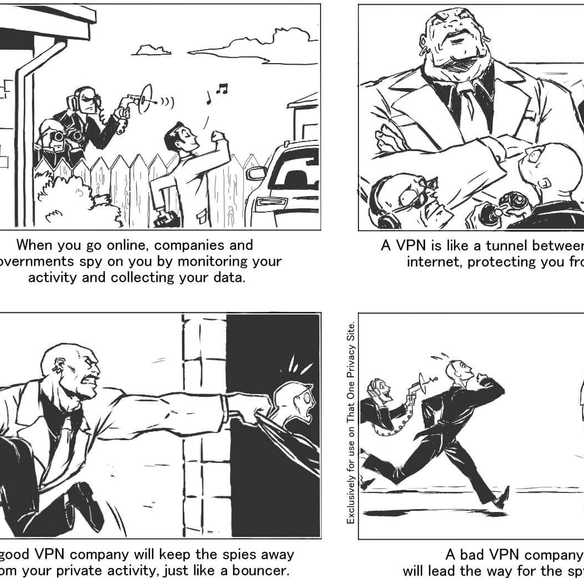 When you go online, companies and
overnments spy on you by monitoring your
activity and collecting your data.
A VPN is like a tunnel between
internet, protecting you fro
good VPN company will keep the spies away
om your private activity, just like a bouncer.
Exclusively for use on That One Privacy Site.
A bad VPN company
will lead the way for the sp